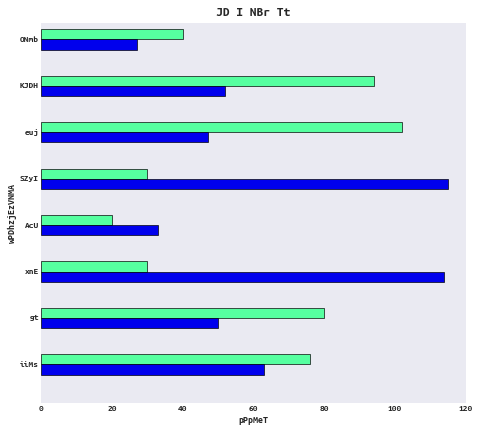 JD I NBr Tt
ONmb
KJDH
euj
SZyI
AcU
xnE
gt
iiMs
wPDhzjEzVNMA
0 20 40 60 80 100 120
pPpMeT